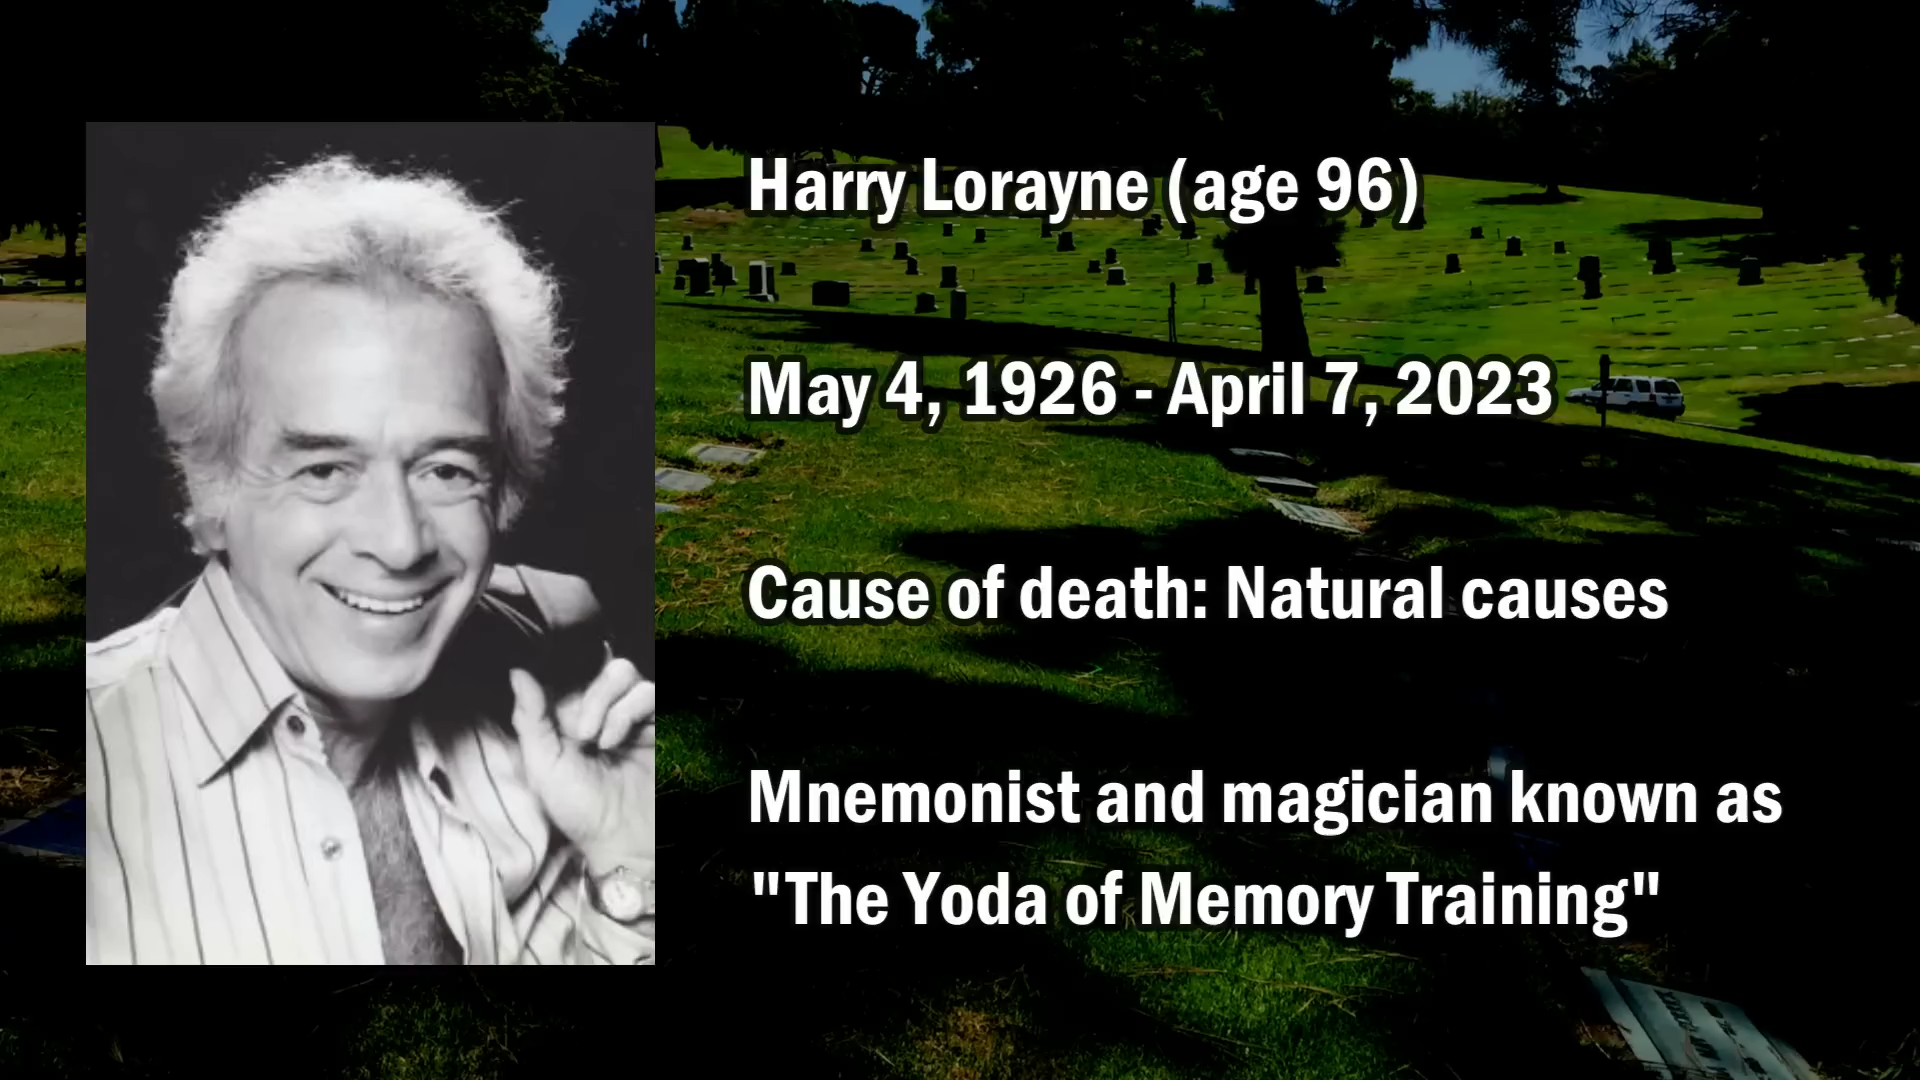 Harry Lorayne (age 96)
May 4, 1926 - April 7, 2023
Cause of death: Natural causes
Mnemonist and magician known as
"The Yoda of Memory Training"